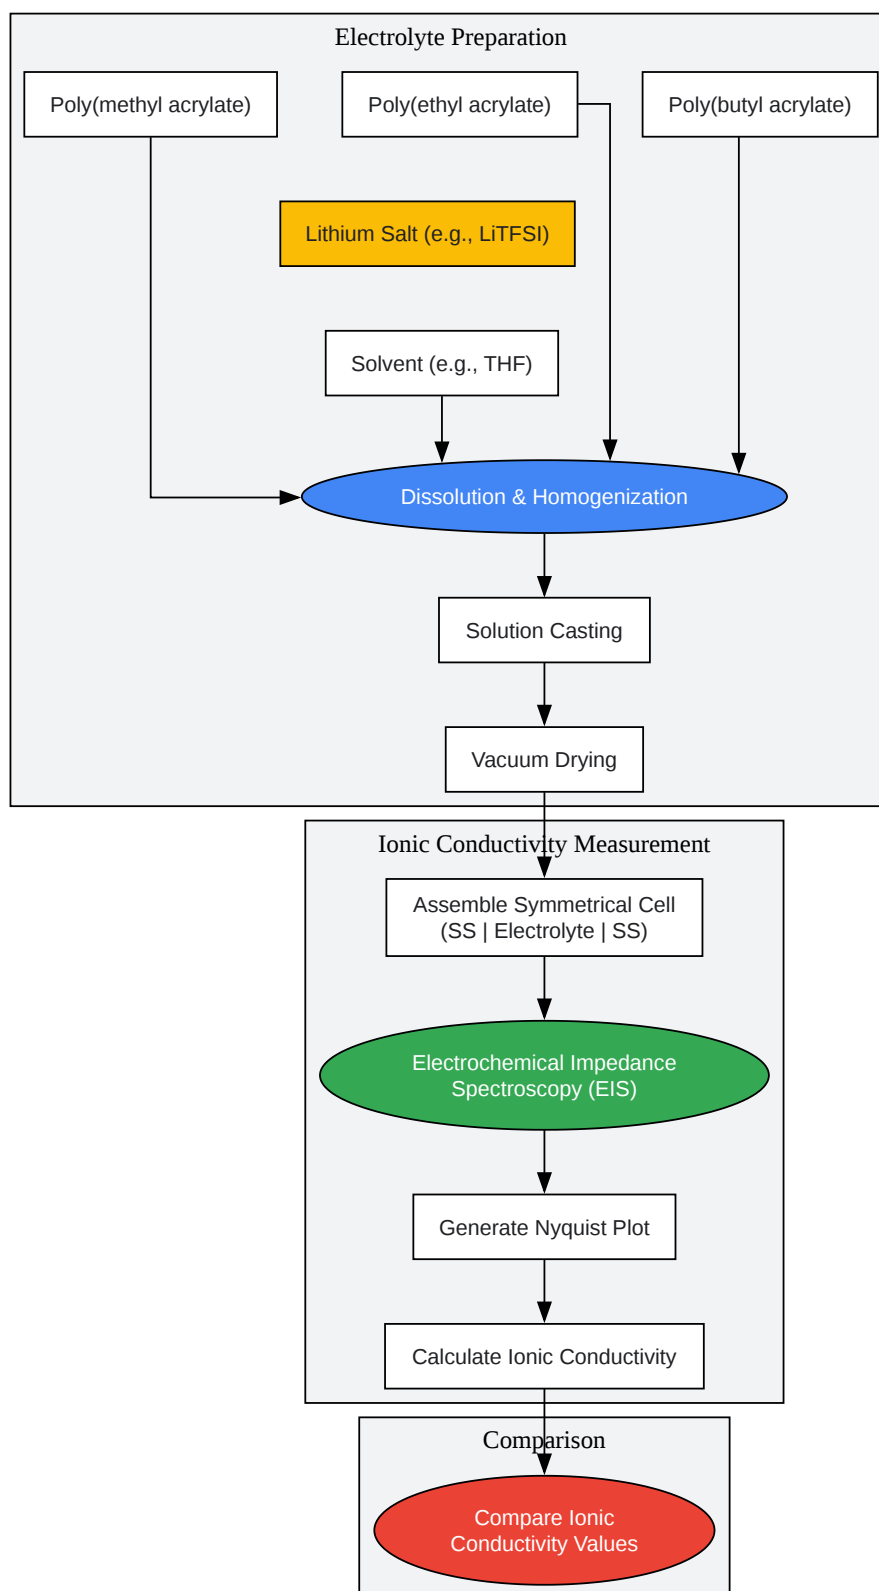 Electrolyte Preparation
Poly(methyl acrylate)
Poly(ethyl acrylate)
Poly(butyl acrylate)
Lithium Salt (e.g., LiTFSI)
Solvent (e.g., THF)
Dissolution & Homogenization
Solution Casting
Vacuum Drying
Ionic Conductivity Measurement
Assemble Symmetrical Cell
(SS | Electrolyte | SS)
Electrochemical Impedance
Spectroscopy (EIS)
Generate Nyquist Plot
Calculate Ionic Conductivity
Comparison
Compare Ionic
Conductivity Values